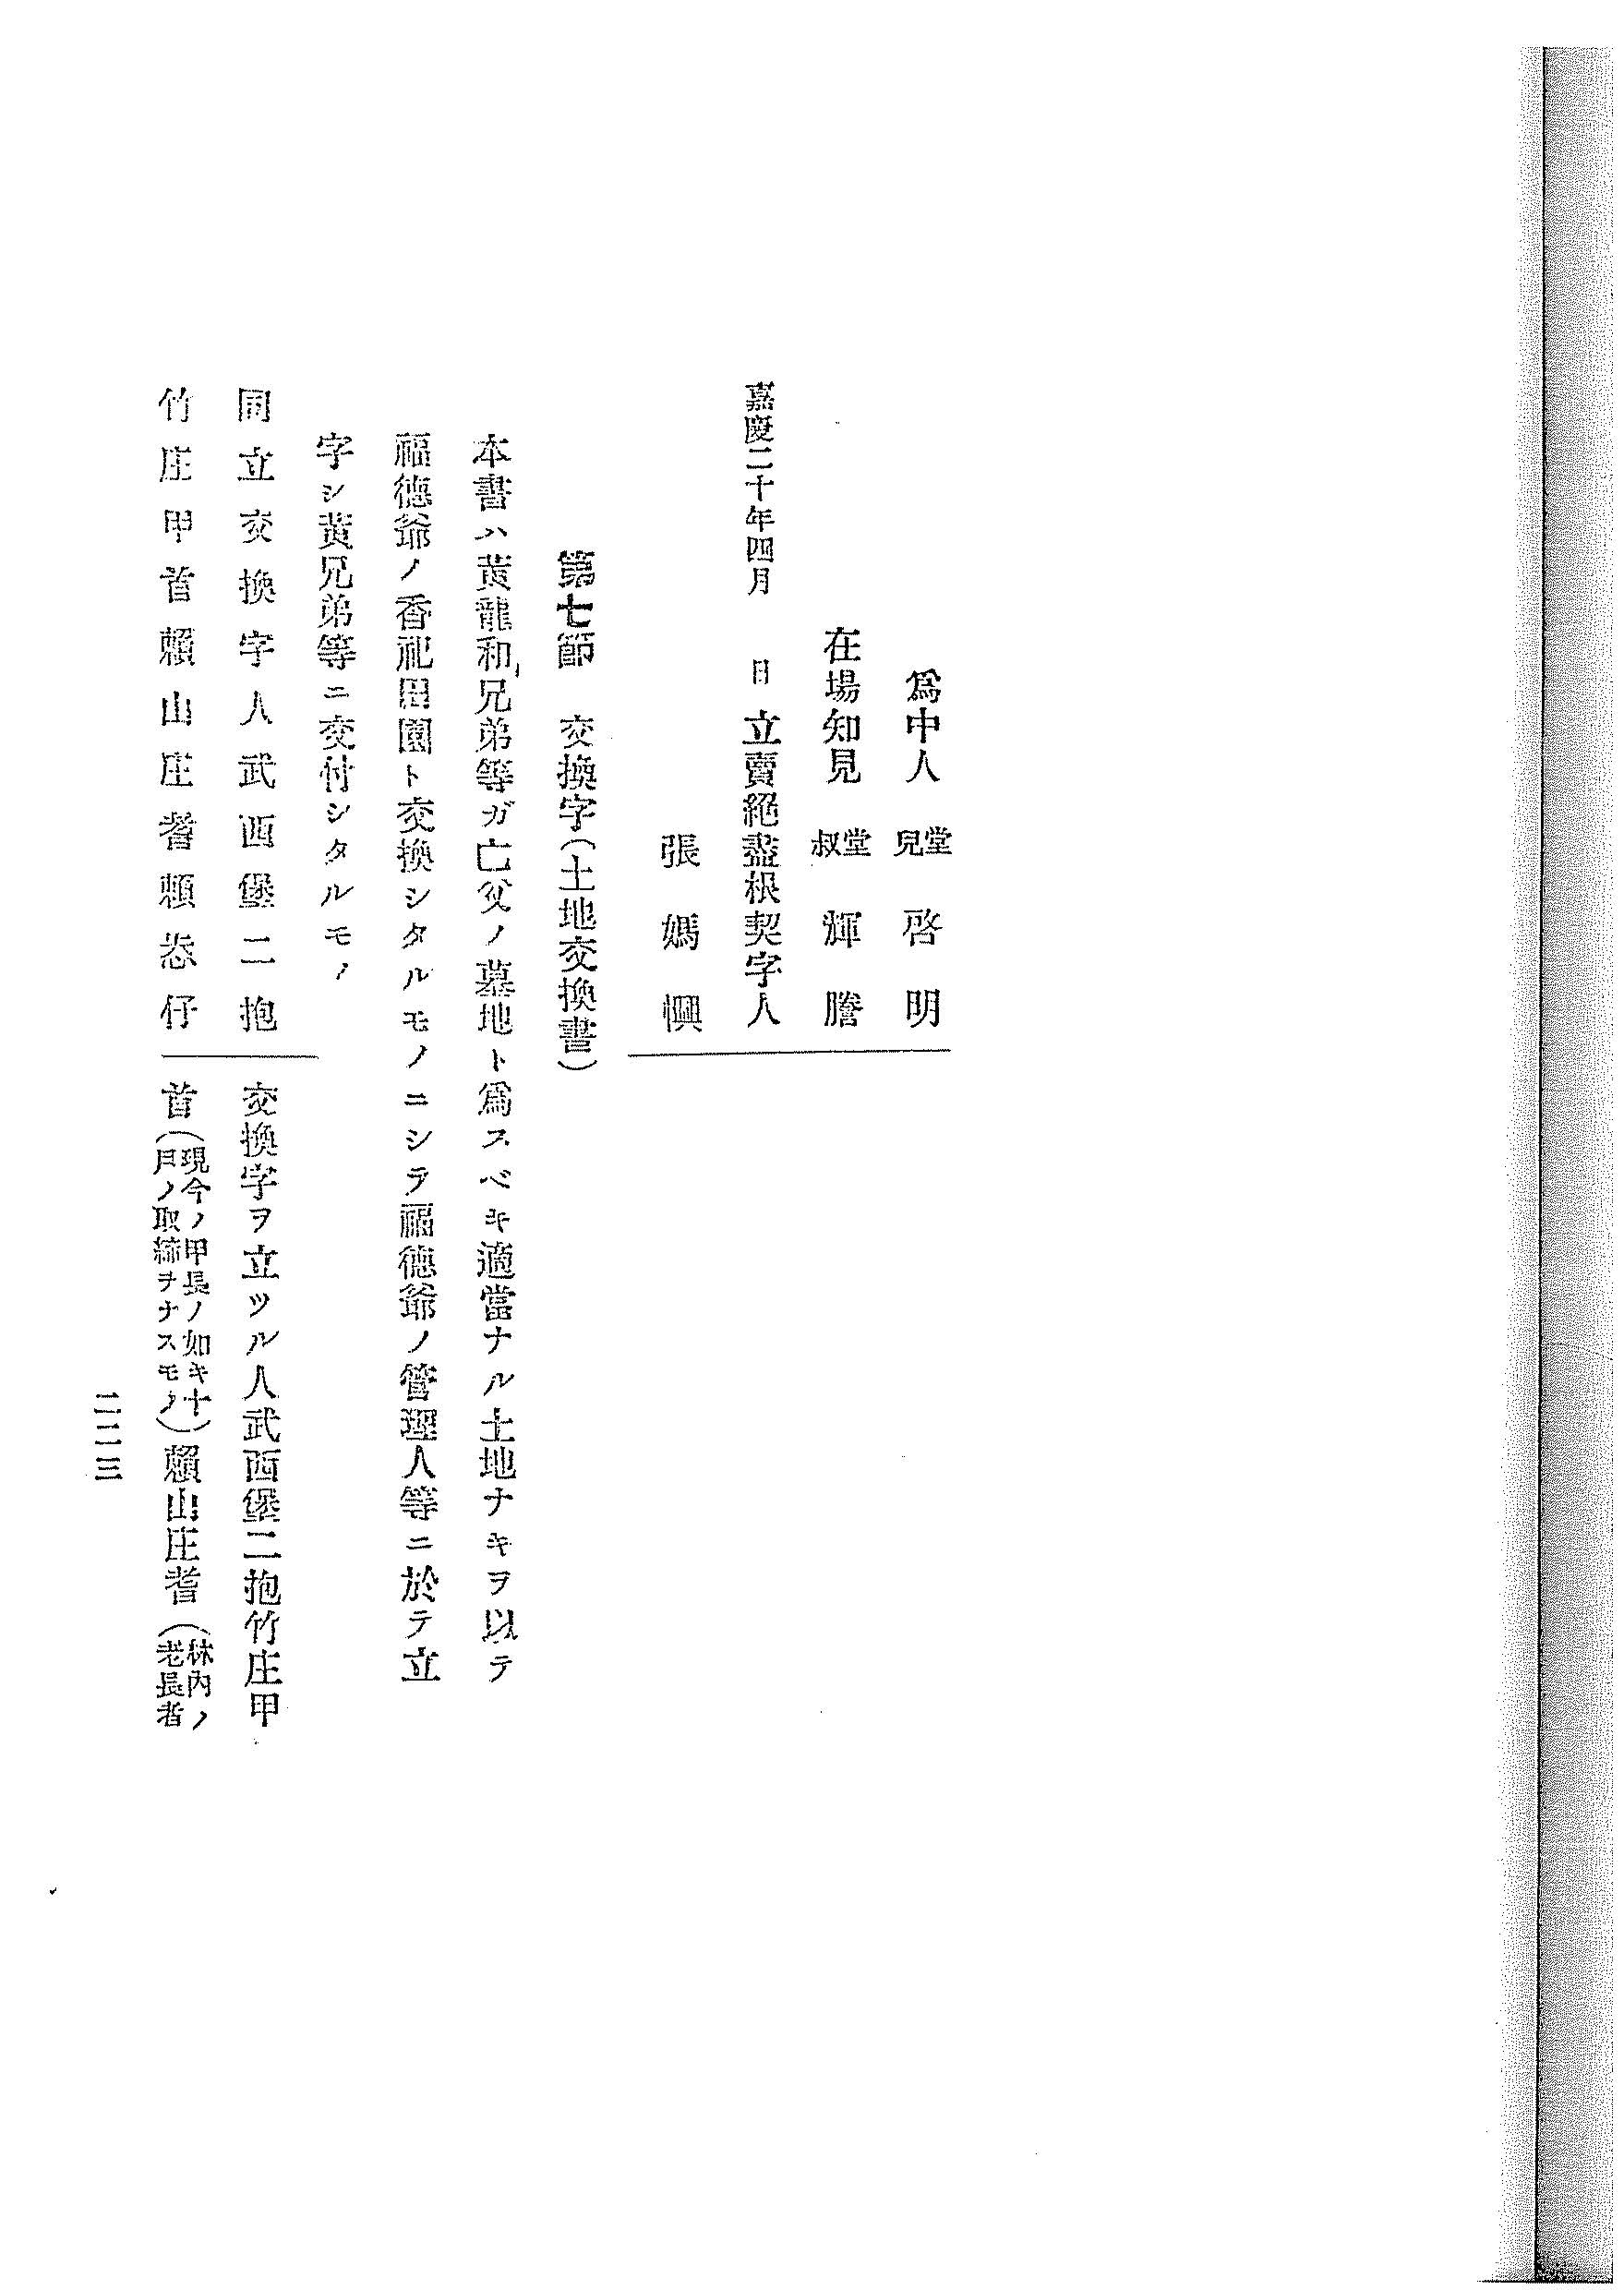 爲中人 堂兄 啓明
在場知見 堂叔 輝謄
嘉慶二十年四月 日 立賣絕盡根契字人
張媽懊
第七節 交換字(土地交換書)
本書ハ黃龍和兄弟等ガ亡父ノ墓地ト爲スベキ適當ナル土地ナキヲ以テ
福德爺ノ香祀田園ト交換シタルモノニシテ福德爺ノ管理人等ニ於テ立
字シ黃兄弟等ニ交付シタルモノ
同立交換字人武西堡二抱
竹庄甲首賴山庄耆賴恭仔
交換字ヲ立ツル人武西堡二抱竹庄甲
首(現今ノ甲長ノ如キ十戶ノ取締ヲナスモノ)賴山庄耆(林內ノ老長者
二二三